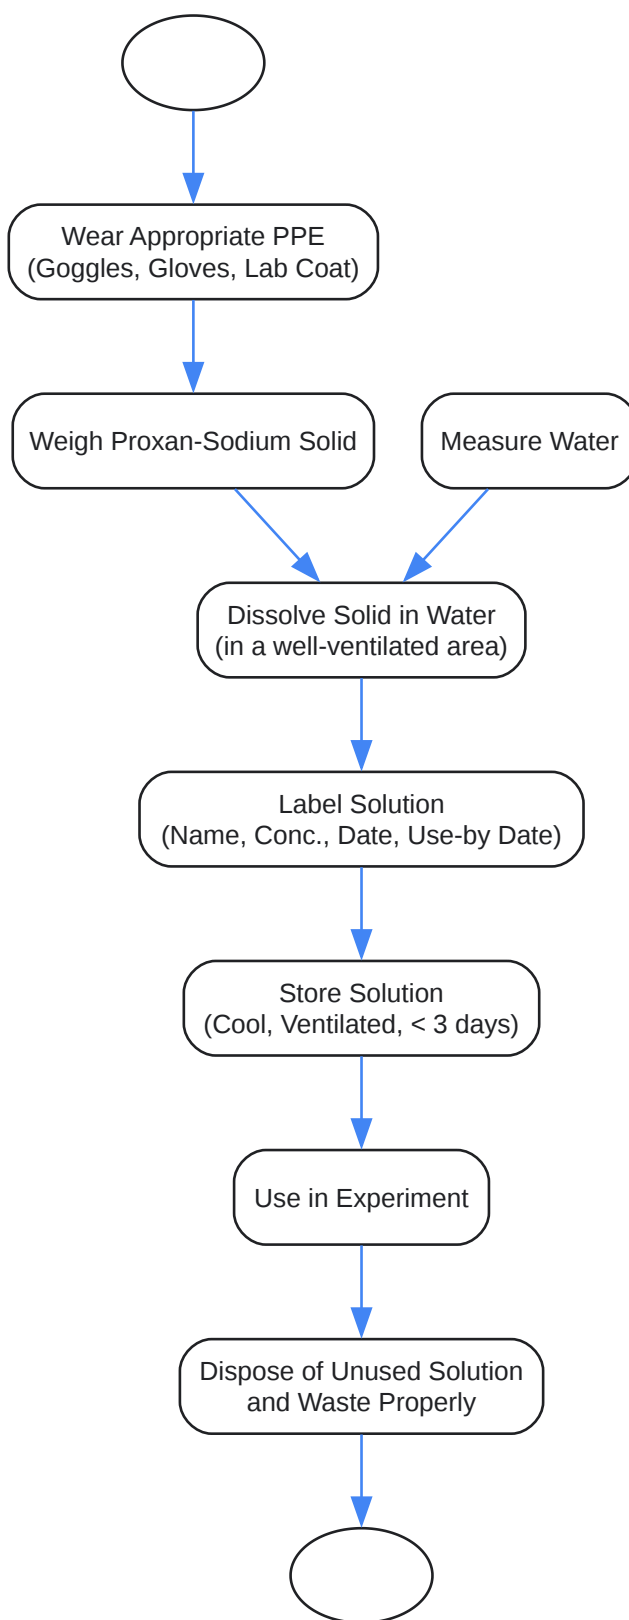 Wear Appropriate PPE
(Goggles, Gloves, Lab Coat)
Weigh Proxan-Sodium Solid
Measure Water
Dissolve Solid in Water
(in a well-ventilated area)
Label Solution
(Name, Conc., Date, Use-by Date)
Store Solution
(Cool, Ventilated, < 3 days)
Use in Experiment
Dispose of Unused Solution
and Waste Properly